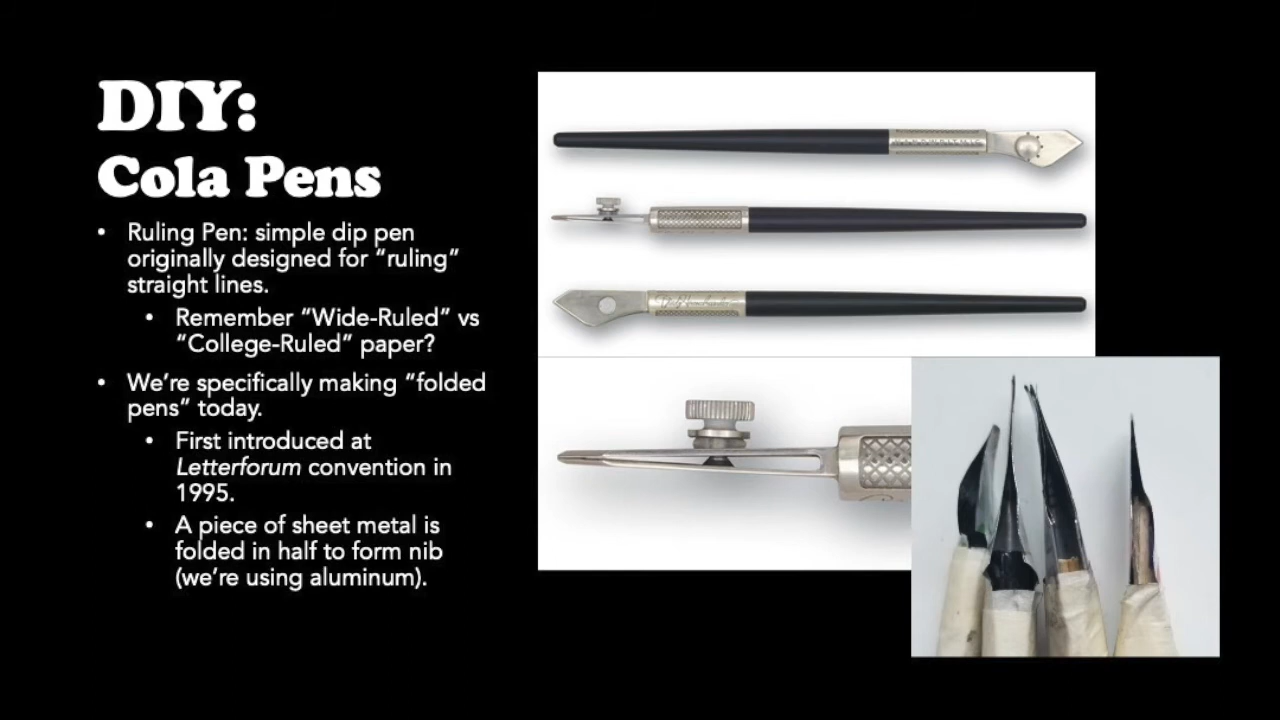 DIY:
Cola Pens
• Ruling Pen: simple dip pen
originally designed for “ruling”
straight lines.
• Remember “Wide-Ruled” vs
“College-Ruled” paper?
• We’re specifically making “folded
pens” today.
• First introduced at
Letterforum convention in
1995.
• A piece of sheet metal is
folded in half to form nib
(we’re using aluminum).